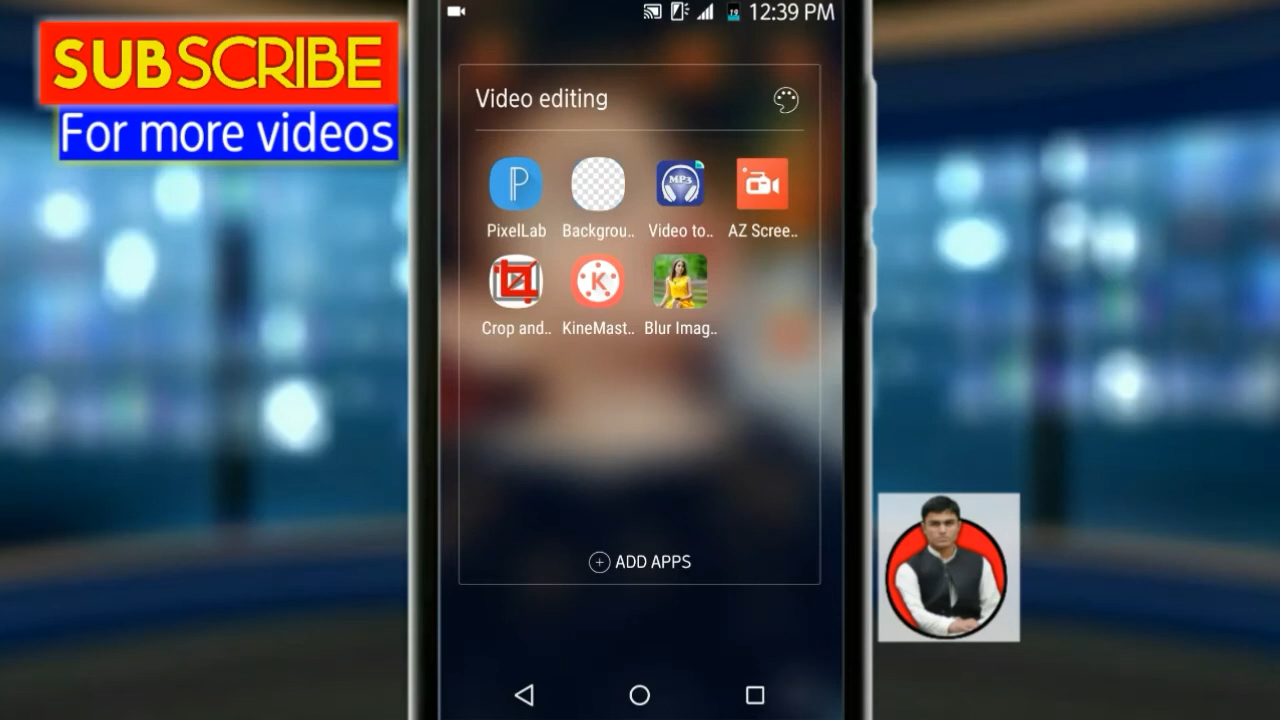 SUBSCRIBE
For more videos
12:39 PM
Video editing
P
MP3
PixelLab
Backgrou..
Video to..
AZ Scree..
K
Crop and..
KineMast..
Blur Imag..
ADD APPS